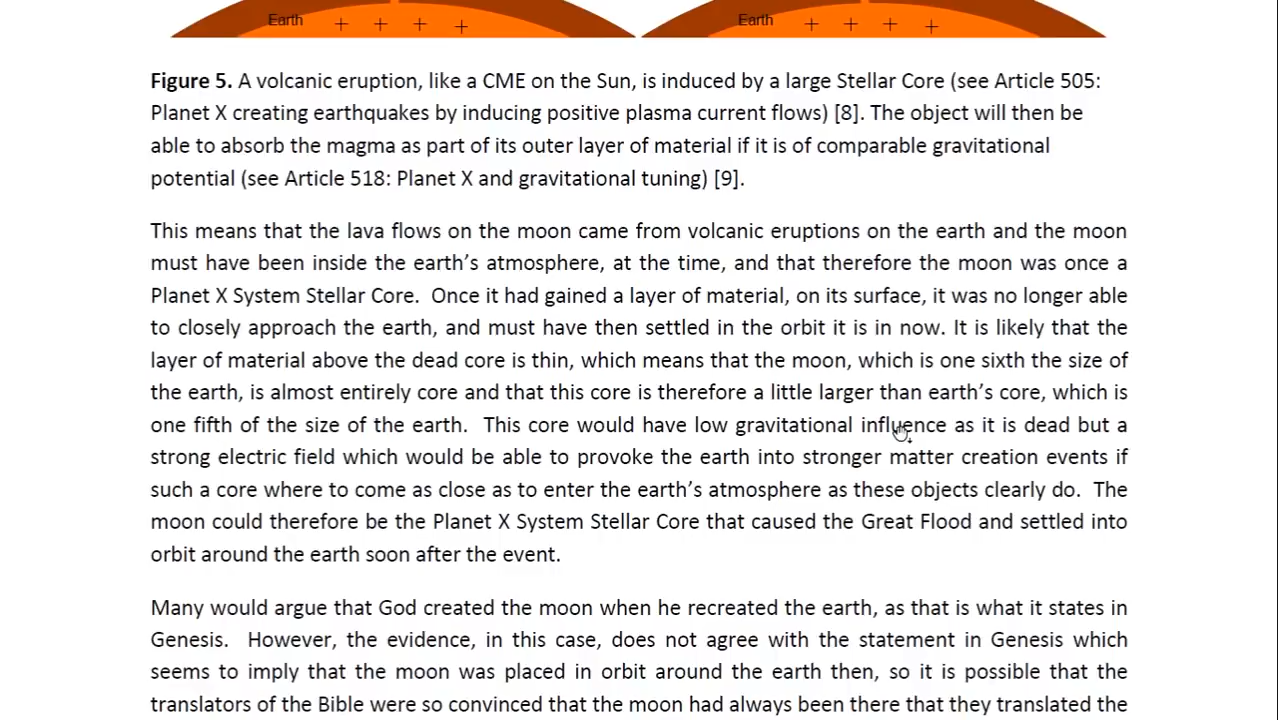 Earth + + + + Earth + + + +
Figure 5. A volcanic eruption, like a CME on the Sun, is induced by a large Stellar Core (see Article 505:
Planet X creating earthquakes by inducing positive plasma current flows) [8]. The object will then be
able to absorb the magma as part of its outer layer of material if it is of comparable gravitational
potential (see Article 518: Planet X and gravitational tuning) [9].
This means that the lava flows on the moon came from volcanic eruptions on the earth and the moon
must have been inside the earth’s atmosphere, at the time, and that therefore the moon was once a
Planet X System Stellar Core. Once it had gained a layer of material, on its surface, it was no longer able
to closely approach the earth, and must have then settled in the orbit it is in now. It is likely that the
layer of material above the dead core is thin, which means that the moon, which is one sixth the size of
the earth, is almost entirely core and that this core is therefore a little larger than earth’s core, which is
one fifth of the size of the earth. This core would have low gravitational influence as it is dead but a
strong electric field which would be able to provoke the earth into stronger matter creation events if
such a core where to come as close as to enter the earth’s atmosphere as these objects clearly do. The
moon could therefore be the Planet X System Stellar Core that caused the Great Flood and settled into
orbit around the earth soon after the event.
Many would argue that God created the moon when he recreated the earth, as that is what it states in
Genesis. However, the evidence, in this case, does not agree with the statement in Genesis which
seems to imply that the moon was placed in orbit around the earth then, so it is possible that the
translators of the Bible were so convinced that the moon had always been there that they translated the